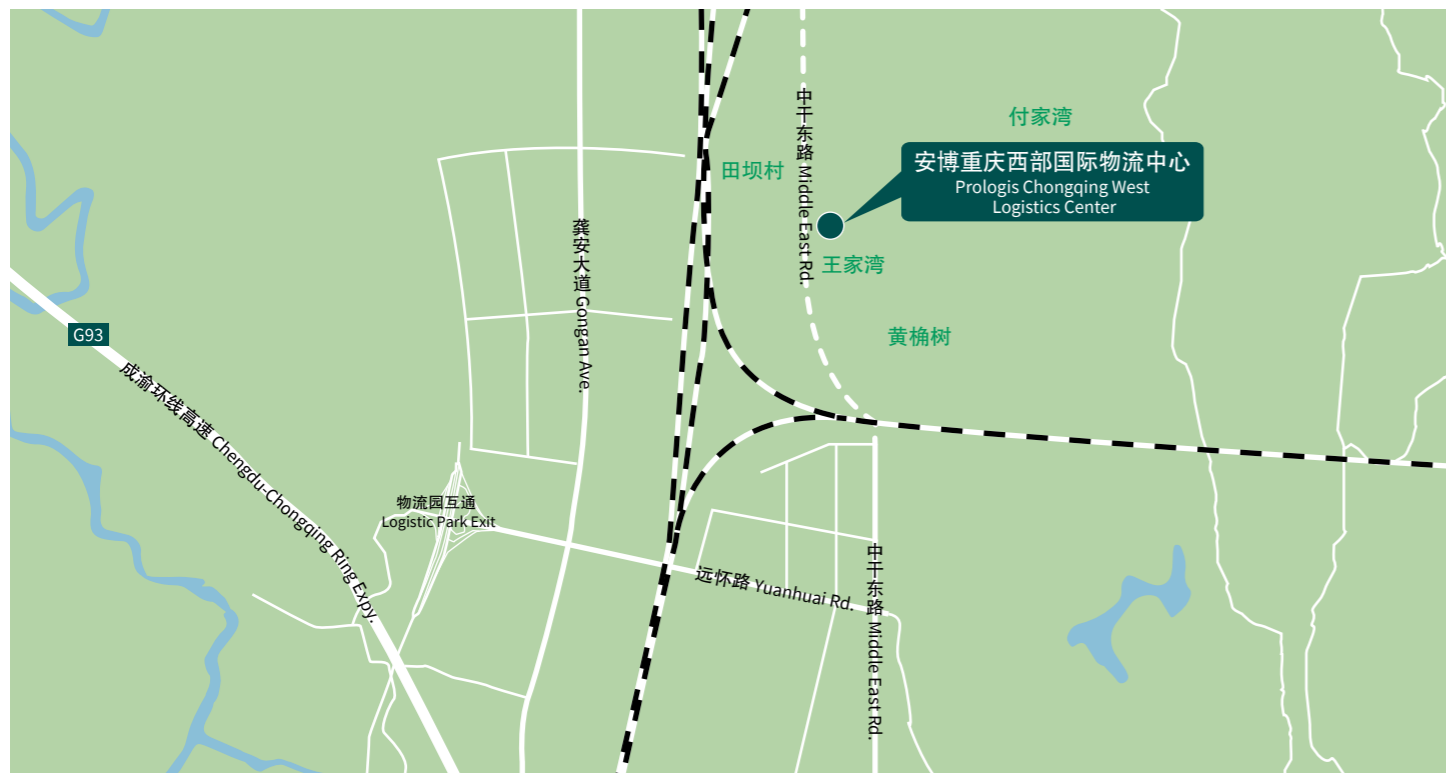 付家湾
安博重庆西部国际物流中心
Prologis Chongqing West
Logistics Center
田坝村
中干东路 Middle East Rd.
王家湾
龚安大道 Gongan Ave.
G93
黄桷树
成渝环线高速 Chengdu-Chongqing Ring Expy.
物流园互通
Logistic Park Exit
远怀路 Yuanhuai Rd.
中干东路 Middle East Rd.